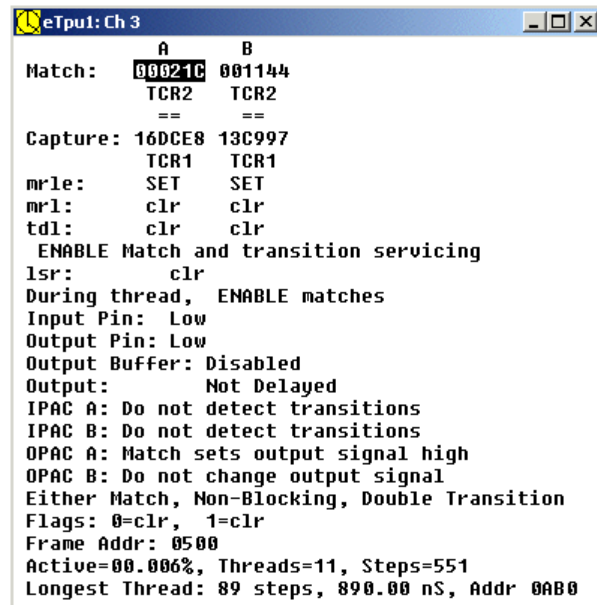 eTpu1: Ch 3
A B
Match: 00021C 001144
TCR2 TCR2
== ==
Capture: 16DCE8 13C997
TCR1 TCR1
mrle: SET SET
mrl: clr clr
tdl: clr clr
ENABLE Match and transition servicing
lsr: clr
During thread, ENABLE matches
Input Pin: Low
Output Pin: Low
Output Buffer: Disabled
Output: Not Delayed
IPAC A: Do not detect transitions
IPAC B: Do not detect transitions
OPAC A: Match sets output signal high
OPAC B: Do not change output signal
Either Match, Non-Blocking, Double Transition
Flags: 0=clr, 1=clr
Frame Addr: 0500
Active=00.006%, Threads=11, Steps=551
Longest Thread: 89 steps, 890.00 nS, Addr 0AB0